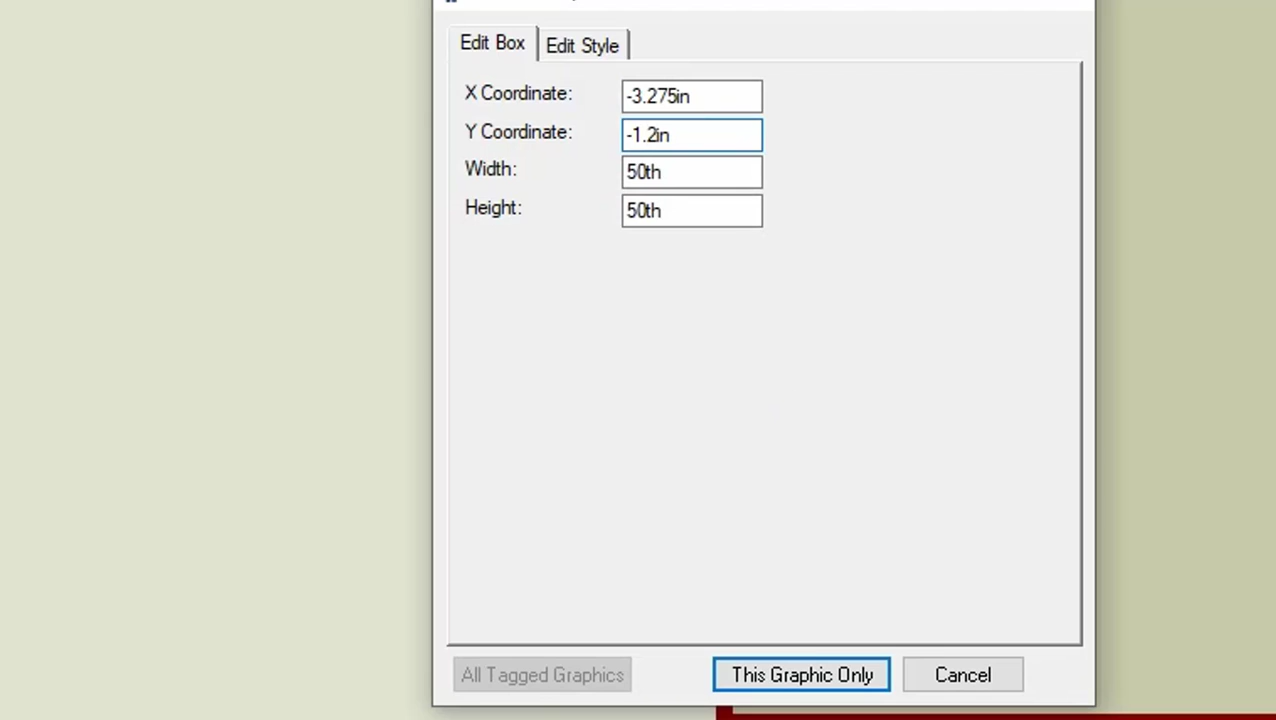 Edit Box
Edit Style
X Coordinate: -3.275in
Y Coordinate: -1.2in
Width: 50th
Height: 50th
All Tagged Graphics
This Graphic Only
Cancel